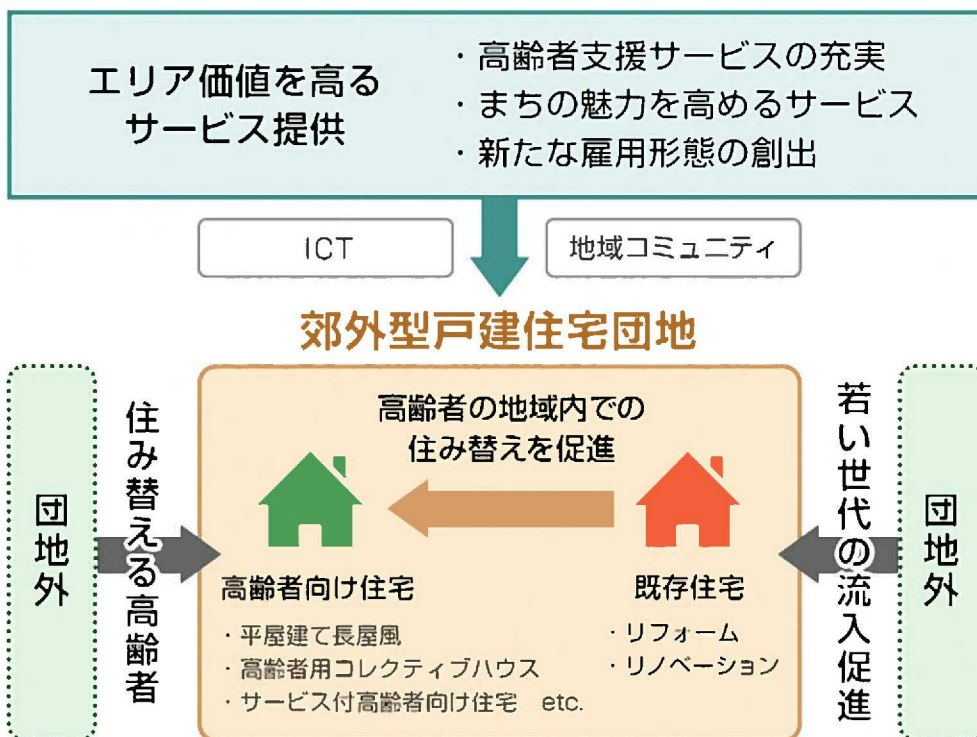 エリア価値を高る
サービス提供
・高齢者支援サービスの充実
・まちの魅力を高めるサービス
・新たな雇用形態の創出
ICT
地域コミュニティ
郊外型戸建住宅団地
団地外
住み替える高齢者
高齢者の地域内での
住み替えを促進
高齢者向け住宅
・平屋建て長屋風
・高齢者用コレクティブハウス
・サービス付高齢者向け住宅 etc.
既存住宅
・リフォーム
・リノベーション
若い世代の流入促進
団地外